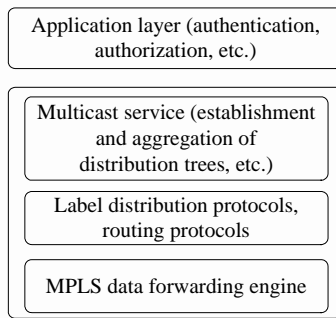 Application layer (authentication,
authorization, etc.)
Multicast service (establishment
and aggregation of
distribution trees, etc.)
Label distribution protocols,
routing protocols
MPLS data forwarding engine